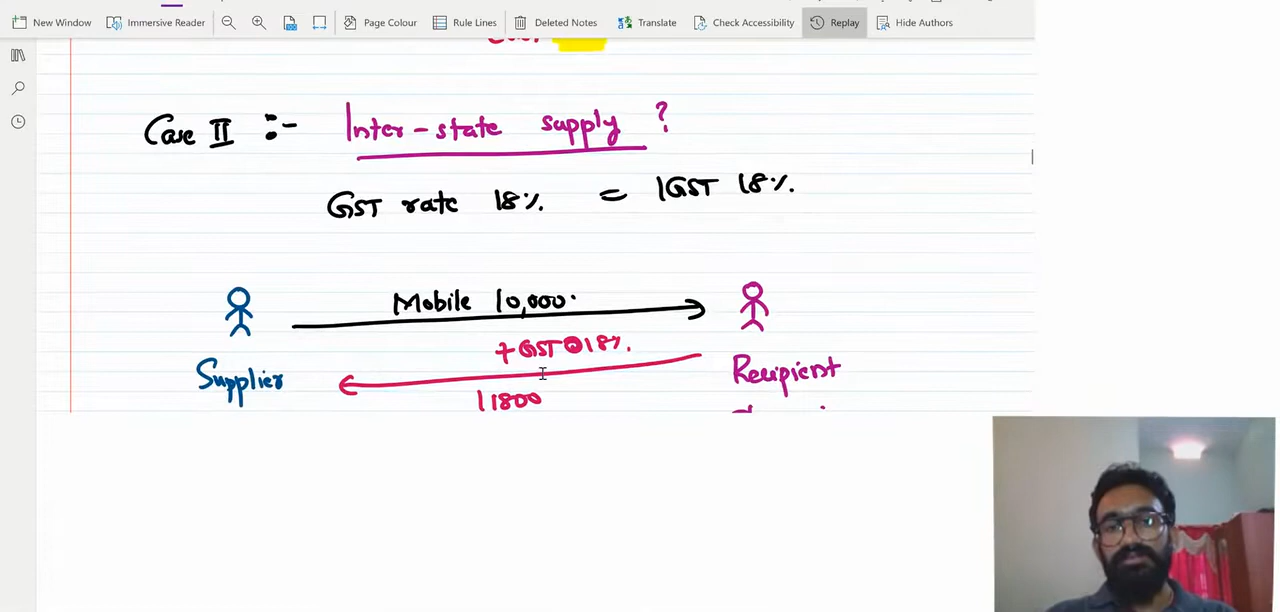 New Window Immersive Reader Page Colour Rule Lines Deleted Notes Translate Check Accessibility Replay Hide Authors
Case II :- Inter-state supply ?
GST rate 18% = IGST 18%.
Mobile 10,000.
+ GST @ 18%.
Supplier
Recipient
11800